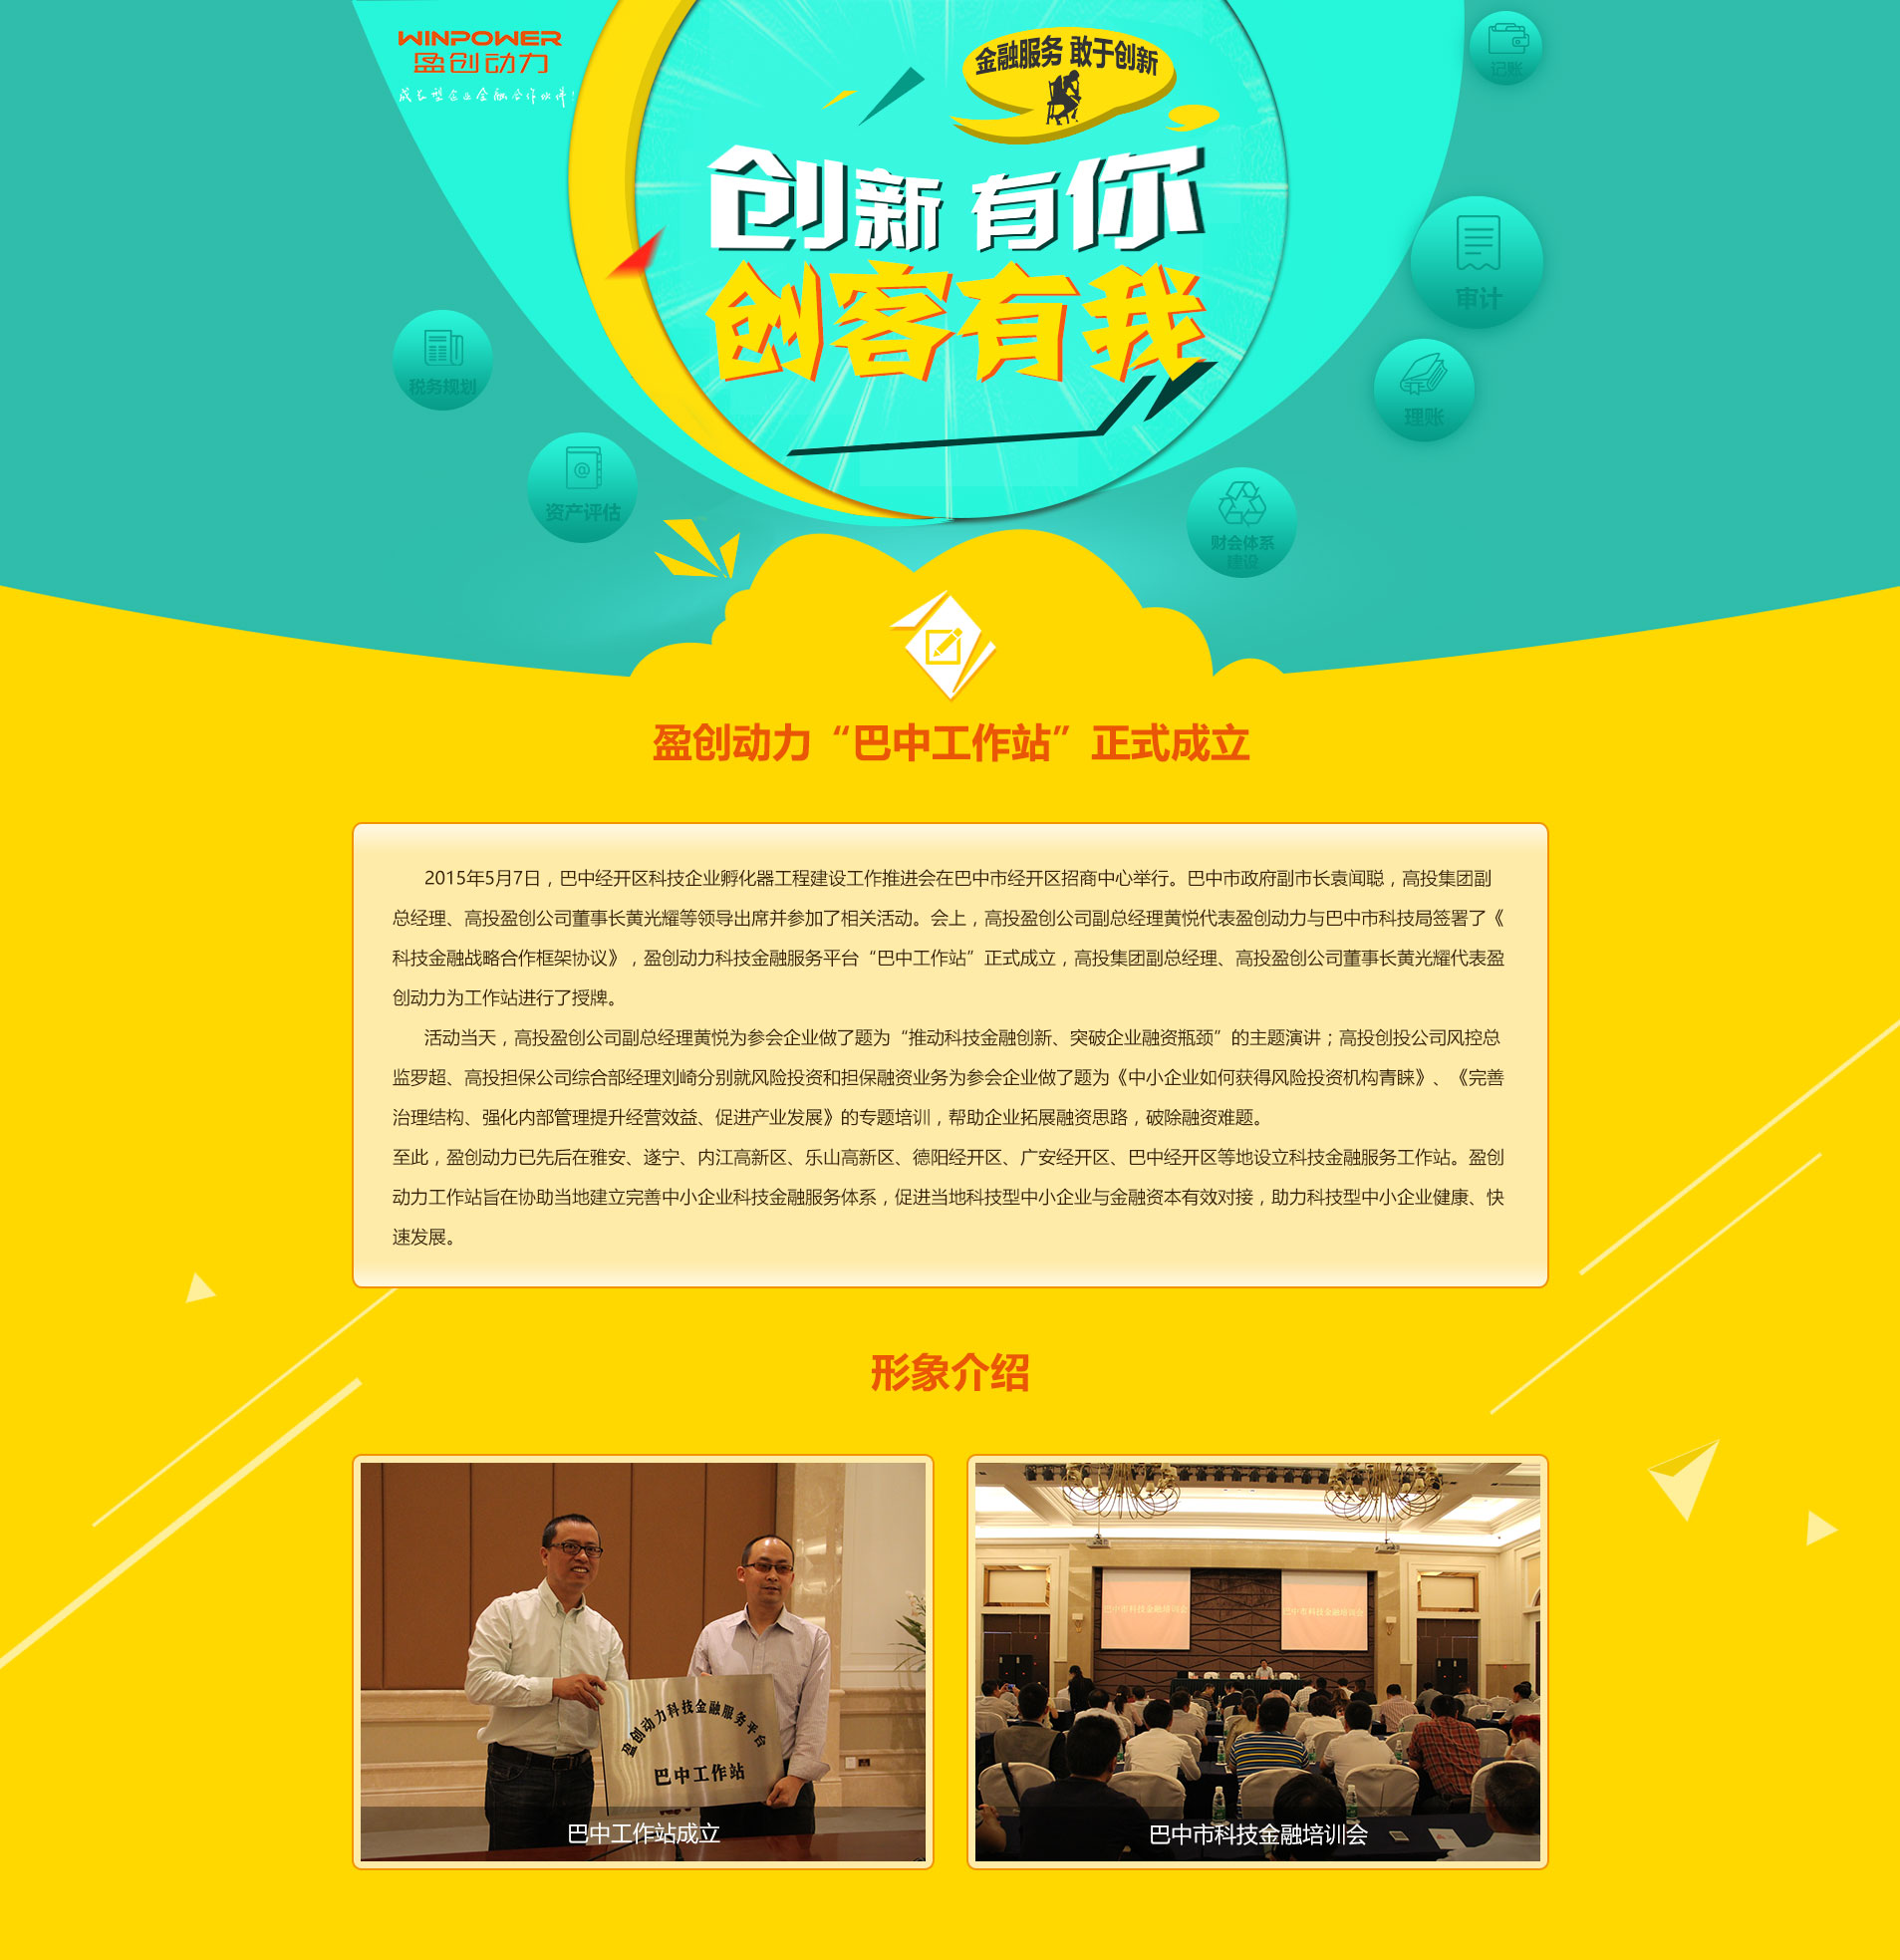 WINPOWER
盈创动力
成长型企业金融合作伙伴!
金融服务 敢于创新
记账
创新 有你
创客有我
审计
税务规划
理账
资产评估
财会体系
建设
盈创动力“巴中工作站”正式成立
2015年5月7日，巴中经开区科技企业孵化器工程建设工作推进会在巴中市经开区招商中心举行。巴中市政府副市长袁闻聪，高投集团副
总经理、高投盈创公司董事长黄光耀等领导出席并参加了相关活动。会上，高投盈创公司副总经理黄悦代表盈创动力与巴中市科技局签署了《
科技金融战略合作框架协议》，盈创动力科技金融服务平台“巴中工作站”正式成立，高投集团副总经理、高投盈创公司董事长黄光耀代表盈
创动力为工作站进行了授牌。
活动当天，高投盈创公司副总经理黄悦为参会企业做了题为“推动科技金融创新、突破企业融资瓶颈”的主题演讲；高投创投公司风控总
监罗超、高投担保公司综合部经理刘崎分别就风险投资和担保融资业务为参会企业做了题为《中小企业如何获得风险投资机构青睐》、《完善
治理结构、强化内部管理提升经营效益、促进产业发展》的专题培训，帮助企业拓展融资思路，破除融资难题。
至此，盈创动力已先后在雅安、遂宁、内江高新区、乐山高新区、德阳经开区、广安经开区、巴中经开区等地设立科技金融服务工作站。盈创
动力工作站旨在协助当地建立完善中小企业科技金融服务体系，促进当地科技型中小企业与金融资本有效对接，助力科技型中小企业健康、快
速发展。
形象介绍
盈创动力科技金融服务平台
巴中工作站
巴中工作站成立
巴中市科技金融培训会
巴中市科技金融培训会
巴中市科技金融培训会